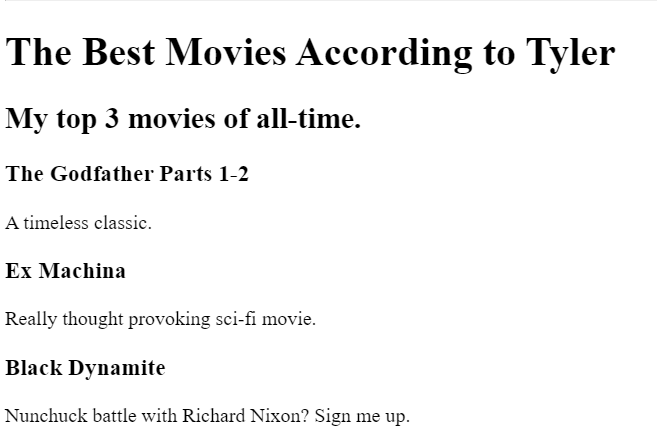 The Best Movies According to Tyler
My top 3 movies of all-time.
The Godfather Parts 1-2
A timeless classic.
Ex Machina
Really thought provoking sci-fi movie.
Black Dynamite
Nunchuck battle with Richard Nixon? Sign me up.